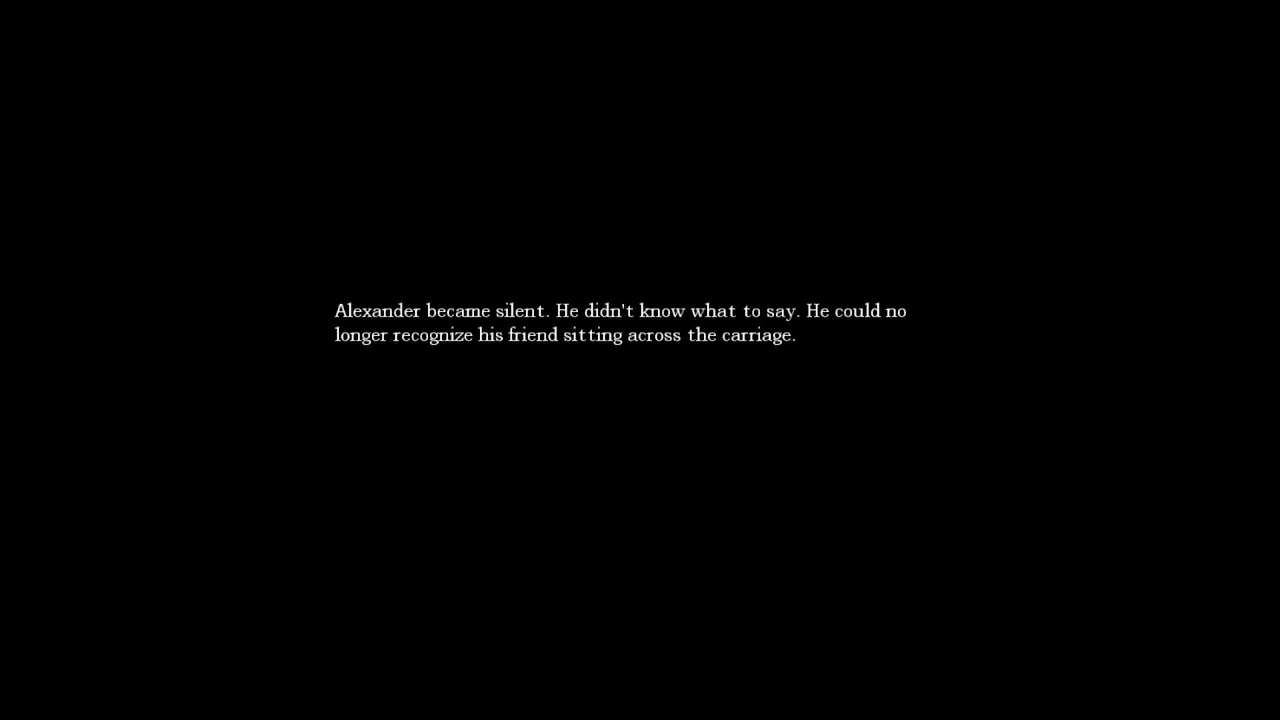 Alexander became silent. He didn't know what to say. He could no
longer recognize his friend sitting across the carriage.